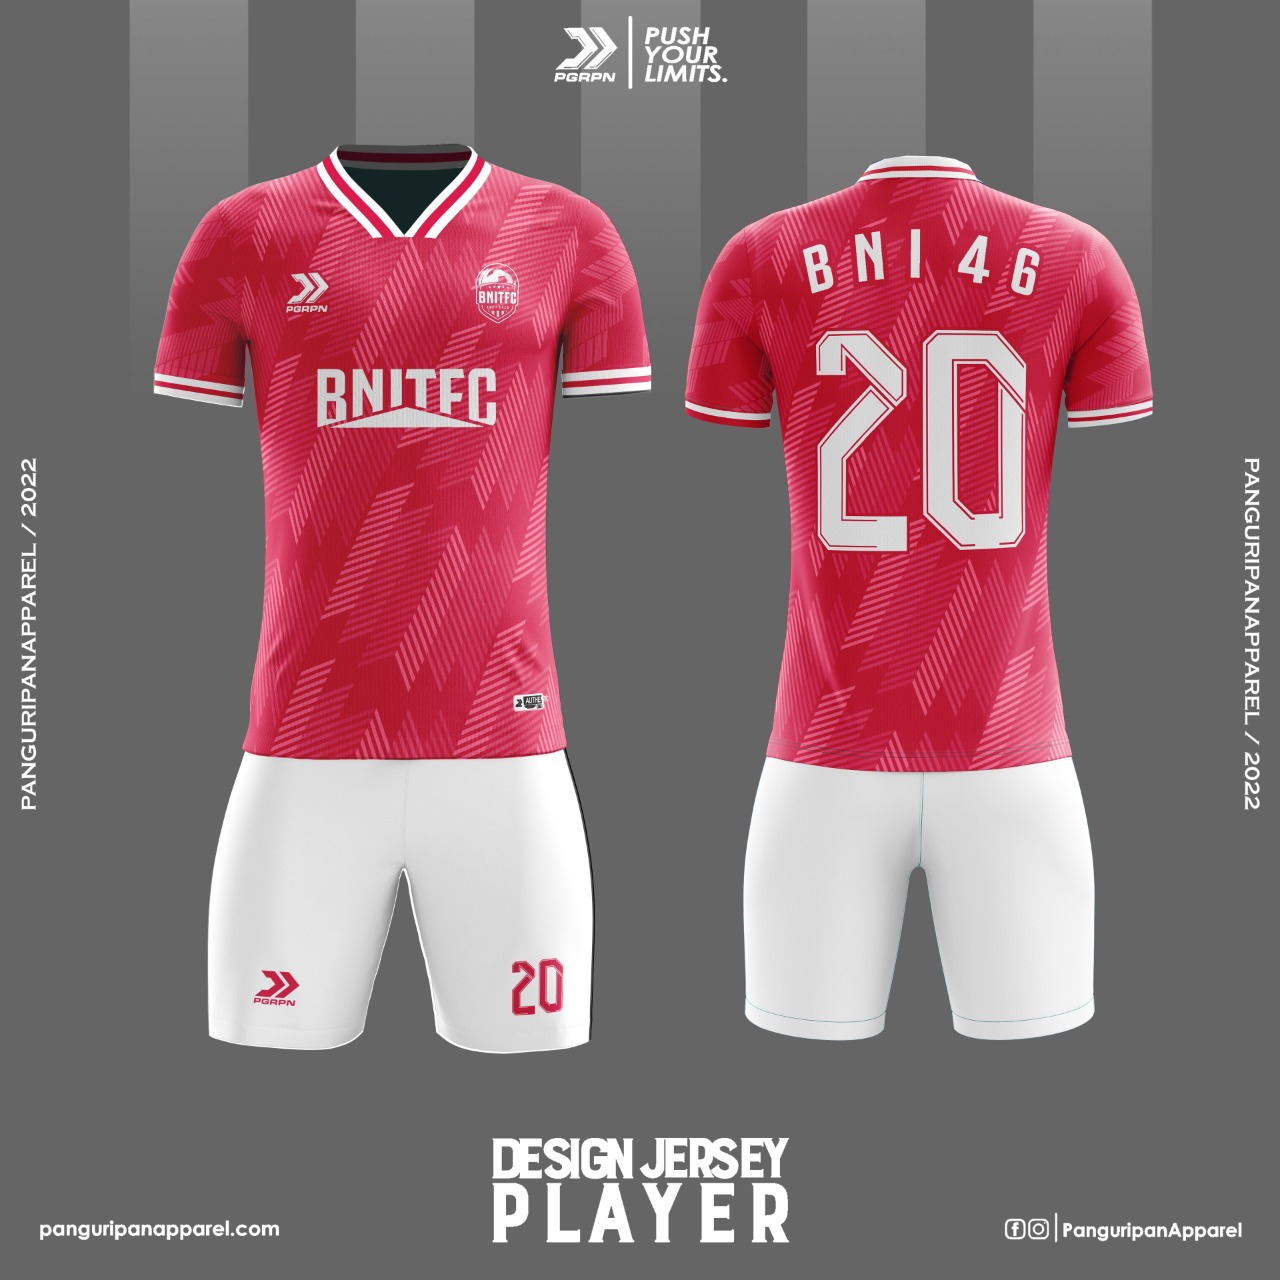 PGRPN
PUSH
YOUR
LIMITS.
PGRPN
BNITFC
BNITFC
BNI 46
20
PGRPN
20
PANGURIPANAPPAREL / 2022
PANGURIPANAPPAREL / 2022
DESIGN JERSEY
PLAYER
panguripanapparel.com
PanguripanApparel